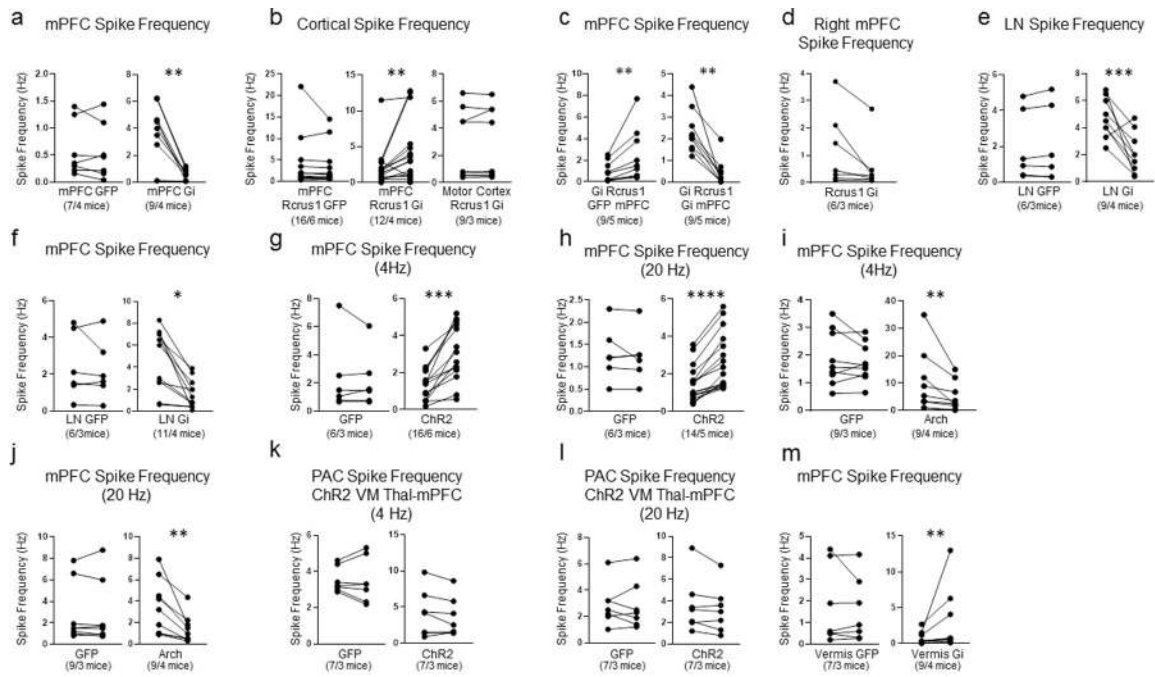 a mPFC Spike Frequency
Spike Frequency (Hz)
2.0
1.5
1.0
0.5
0.0
mPFC GFP
(7/4 mice)
**
8
6
4
2
0
mPFC Gi
(9/4 mice)
b Cortical Spike Frequency
Spike Frequency (Hz)
25
20
15
10
5
0
mPFC
Rcrus1 GFP
(16/6 mice)
**
15
10
5
0
mPFC
Rcrus1 Gi
(12/4 mice)
8
6
4
2
0
Motor Cortex
Rcrus1 Gi
(9/3 mice)
c mPFC Spike Frequency
Spike Frequency (Hz)
**
10
8
6
4
2
0
Gi Rcrus1
GFP mPFC
(9/5 mice)
**
5
4
3
2
1
0
Gi Rcrus1
Gi mPFC
(9/5 mice)
d Right mPFC
Spike Frequency
Spike Frequency (Hz)
4
3
2
1
0
Rcrus1 Gi
(6/3 mice)
e LN Spike Frequency
Spike Frequency (Hz)
6
4
2
0
LN GFP
(6/3mice)
***
8
7
6
5
4
3
2
1
0
LN Gi
(9/4 mice)
f mPFC Spike Frequency
Spike Frequency (Hz)
6
4
2
0
LN GFP
(6/3mice)
*
10
8
6
4
2
0
LN Gi
(11/4 mice)
g mPFC Spike Frequency
(4Hz)
Spike Frequency (Hz)
8
6
4
2
0
GFP
(6/3 mice)
***
6
4
2
0
ChR2
(16/6 mice)
h mPFC Spike Frequency
(20 Hz)
Spike Frequency (Hz)
2.5
2.0
1.5
1.0
0.5
0.0
GFP
(6/3 mice)
****
6
4
2
0
ChR2
(14/5 mice)
i mPFC Spike Frequency
(4Hz)
Spike Frequency (Hz)
4
3
2
1
0
GFP
(9/3 mice)
**
40
30
20
10
0
Arch
(9/4 mice)
j mPFC Spike Frequency
(20 Hz)
Spike Frequency (Hz)
10
8
6
4
2
0
GFP
(9/3 mice)
**
10
8
6
4
2
0
Arch
(9/4 mice)
k PAC Spike Frequency
ChR2 VM Thal-mPFC
(4 Hz)
Spike Frequency (Hz)
6
4
2
0
GFP
(7/3 mice)
15
10
5
0
ChR2
(7/3 mice)
l PAC Spike Frequency
ChR2 VM Thal-mPFC
(20 Hz)
Spike Frequency (Hz)
8
6
4
2
0
GFP
(7/3 mice)
10
8
6
4
2
0
ChR2
(7/3 mice)
m mPFC Spike Frequency
Spike Frequency (Hz)
5
4
3
2
1
0
Vermis GFP
(7/3 mice)
**
15
10
5
0
Vermis Gi
(9/4 mice)